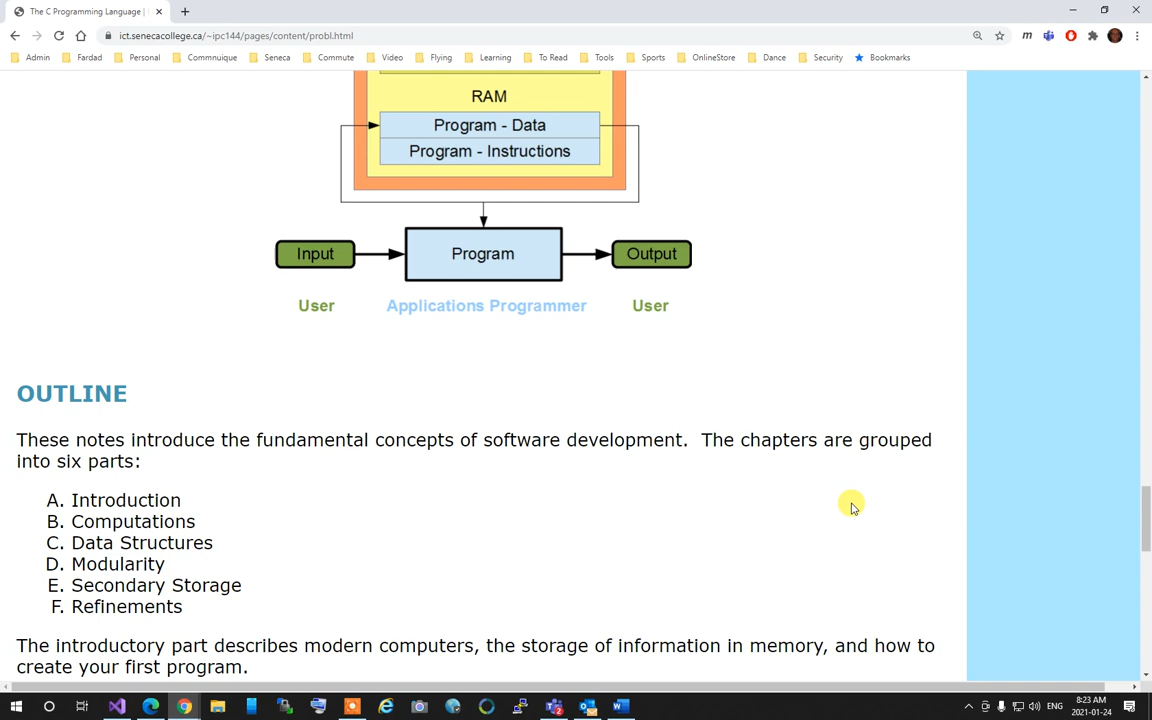 The C Programming Language |
ict.senecacollege.ca/~ipc144/pages/content/probl.html
Admin Fardad Personal Commnuique Seneca Commute Video Flying Learning To Read Tools Sports OnlineStore Dance Security Bookmarks
RAM
Program - Data
Program - Instructions
Input Program Output
User Applications Programmer User
OUTLINE
These notes introduce the fundamental concepts of software development. The chapters are grouped
into six parts:
A. Introduction
B. Computations
C. Data Structures
D. Modularity
E. Secondary Storage
F. Refinements
The introductory part describes modern computers, the storage of information in memory, and how to
create your first program.
ENG
8:23 AM
2021-01-24